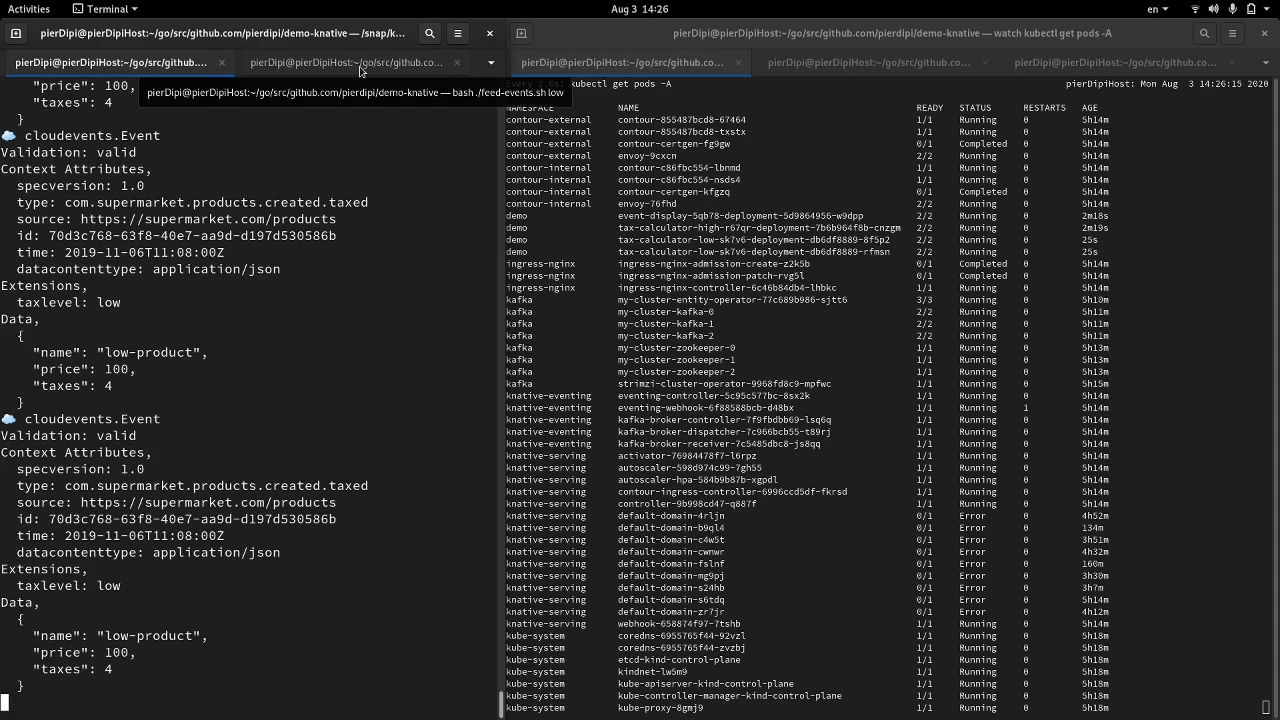 Activities
Terminal
Aug 3 14:26
en
pierDipi@pierDipiHost:~/go/src/github.com/pierdipi/demo-knative — /snap/k...
pierDipi@pierDipiHost:~/go/src/github....
pierDipi@pierDipiHost:~/go/src/github.co...
pierDipi@pierDipiHost:~/go/src/github.com/pierdipi/demo-knative — bash ./feed-events.sh low
"price": 100,
"taxes": 4
}
cloudevents.Event
Validation: valid
Context Attributes,
specversion: 1.0
type: com.supermarket.products.created.taxed
source: https://supermarket.com/products
id: 70d3c768-63f8-40e7-aa9d-d197d530586b
time: 2019-11-06T11:08:00Z
datacontenttype: application/json
Extensions,
taxlevel: low
Data,
{
"name": "low-product",
"price": 100,
"taxes": 4
}
cloudevents.Event
Validation: valid
Context Attributes,
specversion: 1.0
type: com.supermarket.products.created.taxed
source: https://supermarket.com/products
id: 70d3c768-63f8-40e7-aa9d-d197d530586b
time: 2019-11-06T11:08:00Z
datacontenttype: application/json
Extensions,
taxlevel: low
Data,
{
"name": "low-product",
"price": 100,
"taxes": 4
}
pierDipi@pierDipiHost:~/go/src/github.com/pierdipi/demo-knative — watch kubectl get pods -A
pierDipi@pierDipiHost:~/go/src/github.co...
pierDipi@pierDipiHost:~/go/src/github.co...
pierDipi@pierDipiHost:~/go/src/github.co...
Every 2.0s: kubectl get pods -A pierDipiHost: Mon Aug 3 14:26:15 2020
NAMESPACE NAME READY STATUS RESTARTS AGE
contour-external contour-855487bcd8-67464 1/1 Running 0 5h14m
contour-external contour-855487bcd8-txstx 1/1 Running 0 5h14m
contour-external contour-certgen-fg9gw 0/1 Completed 0 5h14m
contour-external envoy-9cxcn 2/2 Running 0 5h14m
contour-internal contour-c86fbc554-lbnmd 1/1 Running 0 5h14m
contour-internal contour-c86fbc554-nsds4 1/1 Running 0 5h14m
contour-internal contour-certgen-kfgzq 0/1 Completed 0 5h14m
contour-internal envoy-76fhd 2/2 Running 0 5h14m
demo event-display-5qb78-deployment-5d9864956-w9dpp 2/2 Running 0 2m18s
demo tax-calculator-high-r67qr-deployment-7b6b964f8b-cnzgm 2/2 Running 0 2m19s
demo tax-calculator-low-sk7v6-deployment-db6df8889-8f5p2 2/2 Running 0 25s
demo tax-calculator-low-sk7v6-deployment-db6df8889-rfmsn 2/2 Running 0 25s
ingress-nginx ingress-nginx-admission-create-z2k5b 0/1 Completed 0 5h14m
ingress-nginx ingress-nginx-admission-patch-rvg5l 0/1 Completed 0 5h14m
ingress-nginx ingress-nginx-controller-6c46b84db4-lhbkc 1/1 Running 0 5h14m
kafka my-cluster-entity-operator-77c689b986-sjtt6 3/3 Running 0 5h10m
kafka my-cluster-kafka-0 2/2 Running 0 5h11m
kafka my-cluster-kafka-1 2/2 Running 0 5h11m
kafka my-cluster-kafka-2 2/2 Running 0 5h11m
kafka my-cluster-zookeeper-0 1/1 Running 0 5h13m
kafka my-cluster-zookeeper-1 1/1 Running 0 5h13m
kafka my-cluster-zookeeper-2 1/1 Running 0 5h13m
kafka strimzi-cluster-operator-9968fd8c9-mpfwc 1/1 Running 0 5h15m
knative-eventing eventing-controller-5c95c577bc-8sx2k 1/1 Running 0 5h14m
knative-eventing eventing-webhook-6f88588bcb-d48bx 1/1 Running 1 5h14m
knative-eventing kafka-broker-controller-7f9fbdbb69-lsq6q 1/1 Running 0 5h14m
knative-eventing kafka-broker-dispatcher-7c966bcb55-t89rj 1/1 Running 0 5h14m
knative-eventing kafka-broker-receiver-7c5485dbc8-js8qq 1/1 Running 0 5h14m
knative-serving activator-76984478f7-l6rpz 1/1 Running 0 5h14m
knative-serving autoscaler-598d974c99-7gh55 1/1 Running 0 5h14m
knative-serving autoscaler-hpa-584b9b87b-xgpdl 1/1 Running 0 5h14m
knative-serving contour-ingress-controller-6996ccd5df-fkrsd 1/1 Running 0 5h14m
knative-serving controller-9b998cd47-q887f 1/1 Running 0 5h14m
knative-serving default-domain-4rljn 0/1 Error 0 4h52m
knative-serving default-domain-b9ql4 0/1 Error 0 134m
knative-serving default-domain-c4w5t 0/1 Error 0 3h51m
knative-serving default-domain-cwnwr 0/1 Error 0 4h32m
knative-serving default-domain-fslnf 0/1 Error 0 160m
knative-serving default-domain-mg9pj 0/1 Error 0 3h30m
knative-serving default-domain-s24hb 0/1 Error 0 3h7m
knative-serving default-domain-s6tdq 0/1 Error 0 5h14m
knative-serving default-domain-zr7jr 0/1 Error 0 4h12m
knative-serving webhook-658874f97-7tshb 1/1 Running 0 5h14m
kube-system coredns-6955765f44-92vzl 1/1 Running 0 5h18m
kube-system coredns-6955765f44-zvzbj 1/1 Running 0 5h18m
kube-system etcd-kind-control-plane 1/1 Running 0 5h18m
kube-system kindnet-lw5m9 1/1 Running 0 5h18m
kube-system kube-apiserver-kind-control-plane 1/1 Running 0 5h18m
kube-system kube-controller-manager-kind-control-plane 1/1 Running 0 5h18m
kube-system kube-proxy-8gmj9 1/1 Running 0 5h18m